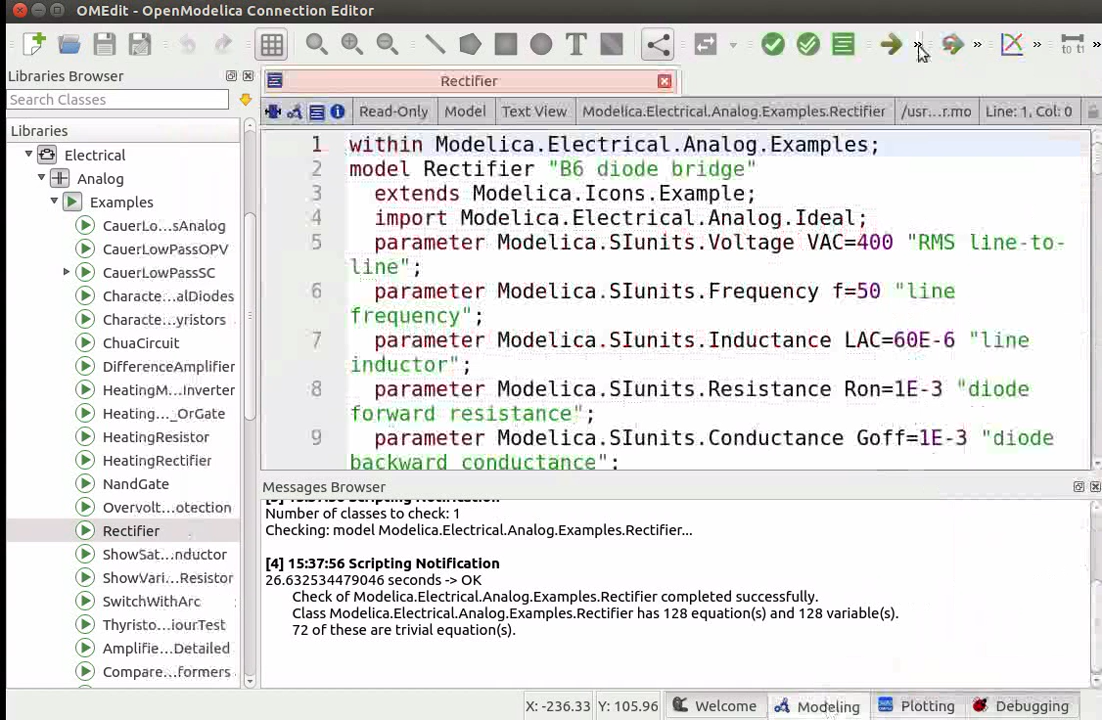 OMEdit - OpenModelica Connection Editor
T
»
»
»
to t1
»
Libraries Browser
Search Classes
Libraries
Electrical
Analog
Examples
CauerLo...sAnalog
CauerLowPassOPV
CauerLowPassSC
Characte...alDiodes
Characte...yristors
ChuaCircuit
DifferenceAmplifier
HeatingM...Inverter
Heating..._OrGate
HeatingResistor
HeatingRectifier
NandGate
Overvolt...otection
Rectifier
ShowSat...nductor
ShowVari...Resistor
SwitchWithArc
Thyristo...iourTest
Amplifie...Detailed
Compare...formers
Rectifier
Read-Only
Model
Text View
Modelica.Electrical.Analog.Examples.Rectifier
/usr...r.mo
Line: 1, Col: 0
1 within Modelica.Electrical.Analog.Examples;
2 model Rectifier "B6 diode bridge"
3 extends Modelica.Icons.Example;
4 import Modelica.Electrical.Analog.Ideal;
5 parameter Modelica.SIunits.Voltage VAC=400 "RMS line-to-
line";
6 parameter Modelica.SIunits.Frequency f=50 "line
frequency";
7 parameter Modelica.SIunits.Inductance LAC=60E-6 "line
inductor";
8 parameter Modelica.SIunits.Resistance Ron=1E-3 "diode
forward resistance";
9 parameter Modelica.SIunits.Conductance Goff=1E-3 "diode
backward conductance";
Messages Browser
[3] 15:37:30 Scripting Notification
Number of classes to check: 1
Checking: model Modelica.Electrical.Analog.Examples.Rectifier...
[4] 15:37:56 Scripting Notification
26.632534479046 seconds -> OK
Check of Modelica.Electrical.Analog.Examples.Rectifier completed successfully.
Class Modelica.Electrical.Analog.Examples.Rectifier has 128 equation(s) and 128 variable(s).
72 of these are trivial equation(s).
X: -236.33
Y: 105.96
Welcome
Modeling
Plotting
Debugging